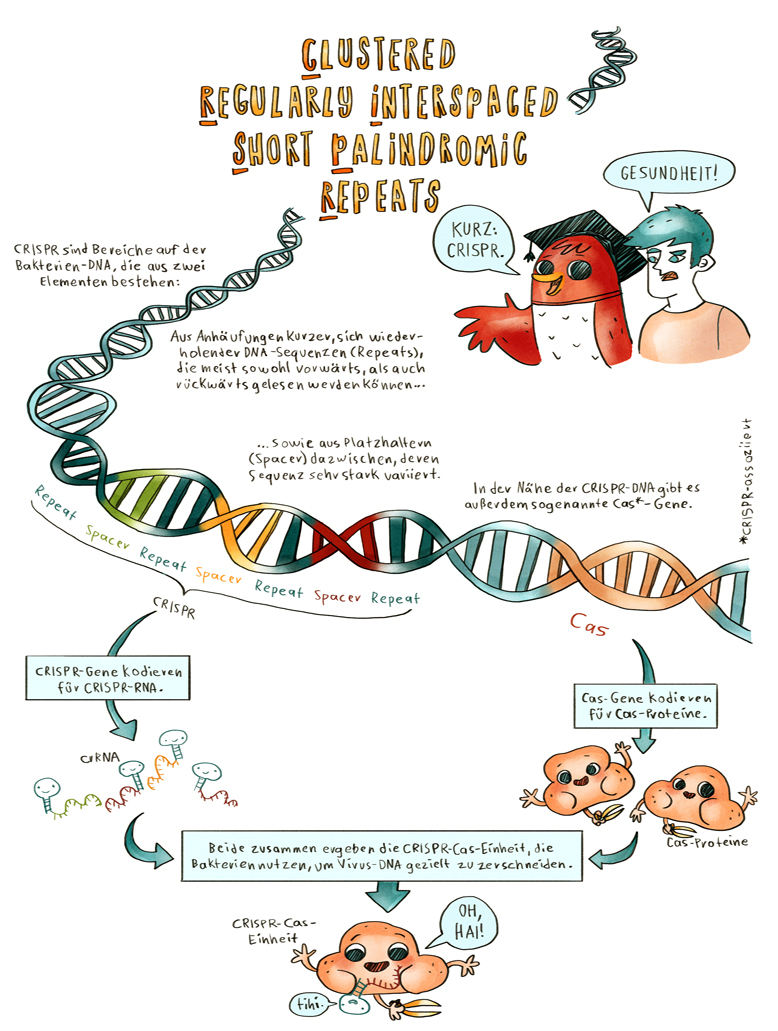 CLUSTERED
REGULARLY INTERSPACED
SHORT PALINDROMIC
REPEATS
GESUNDHEIT!
KURZ:
CRISPR.
CRISPR sind Bereiche auf der
Bakterien-DNA, die aus zwei
Elementen bestehen:
Aus Anhäufungen kurzer, sich wieder-
holender DNA-Sequenzen (Repeats),
die meist sowohl vorwärts, als auch
rückwärts gelesen werden können...
...sowie aus Platzhaltern
(Spacer) dazwischen, deren
Sequenz sehr stark variiert.
In der Nähe der CRISPR-DNA gibt es
außerdem sogenannte Cas*-Gene.
*CRISPR-assoziiert
Repeat Spacer Repeat Spacer Repeat Spacer Repeat
CRISPR
Cas
CRISPR-Gene kodieren
für CRISPR-RNA.
Cas-Gene kodieren
für Cas-Proteine.
crRNA
Cas-Proteine
Beide zusammen ergeben die CRISPR-Cas-Einheit, die
Bakterien nutzen, um Virus-DNA gezielt zu zerschneiden.
CRISPR-Cas-
Einheit
OH,
HAI!
tihi.